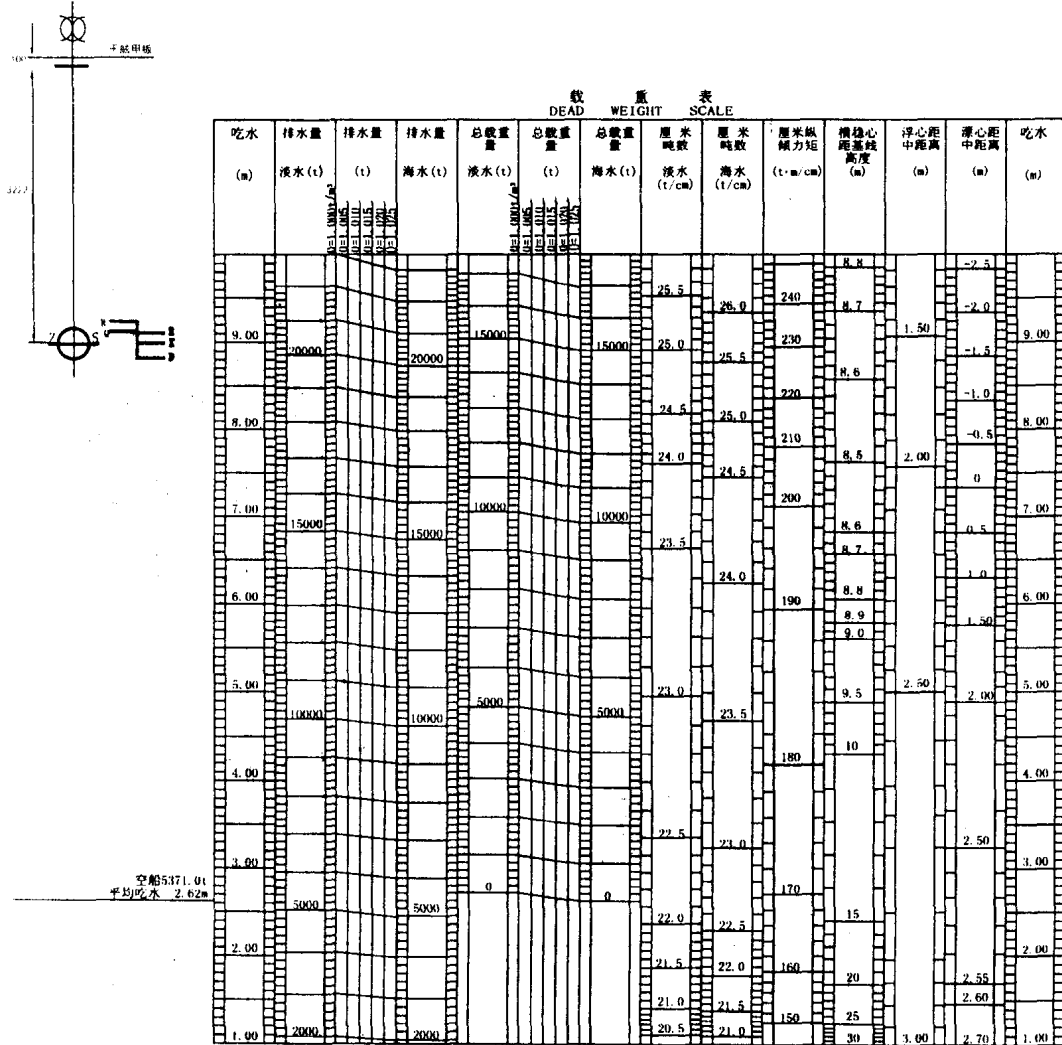 干舷甲板
载 重 表
DEAD WEIGHT SCALE
吃水 (m)
排水量 淡水(t)
排水量 (t)
排水量 海水(t)
总载重量 淡水(t)
总载重量 (t)
总载重量 海水(t)
厘米吨数 淡水 (t/cm)
厘米吨数 海水 (t/cm)
厘米纵倾力矩 (t·m/cm)
横稳心距基线高度 (m)
浮心距中距离 (m)
漂心距中距离 (m)
吃水 (m)
8.8 -2.5
25.5 26.0 240 8.7 -2.0
9.00 20000 20000 15000 15000 25.0 25.5 230 8.6 1.50 -1.5 9.00
220 -1.0
8.00 24.5 25.0 210 -0.5 8.00
24.0 24.5 8.5 2.00 0
7.00 15000 15000 10000 10000 200 8.6 0.5 7.00
23.5 24.0 8.7 1.0
6.00 190 8.8 6.00
8.9 1.50
9.0
5.00 10000 10000 5000 5000 23.0 23.5 9.5 2.50 2.00 5.00
180 10
4.00 4.00
22.5 23.0 2.50
3.00 3.00
空船5371.0t
平均吃水 2.62m
0 0 170
5000 5000 22.0 22.5 15
2.00 21.5 22.0 160 20 2.55 2.00
21.0 21.5 150 25 2.60
1.00 2000 2000 20.5 21.0 30 3.00 2.70 1.00